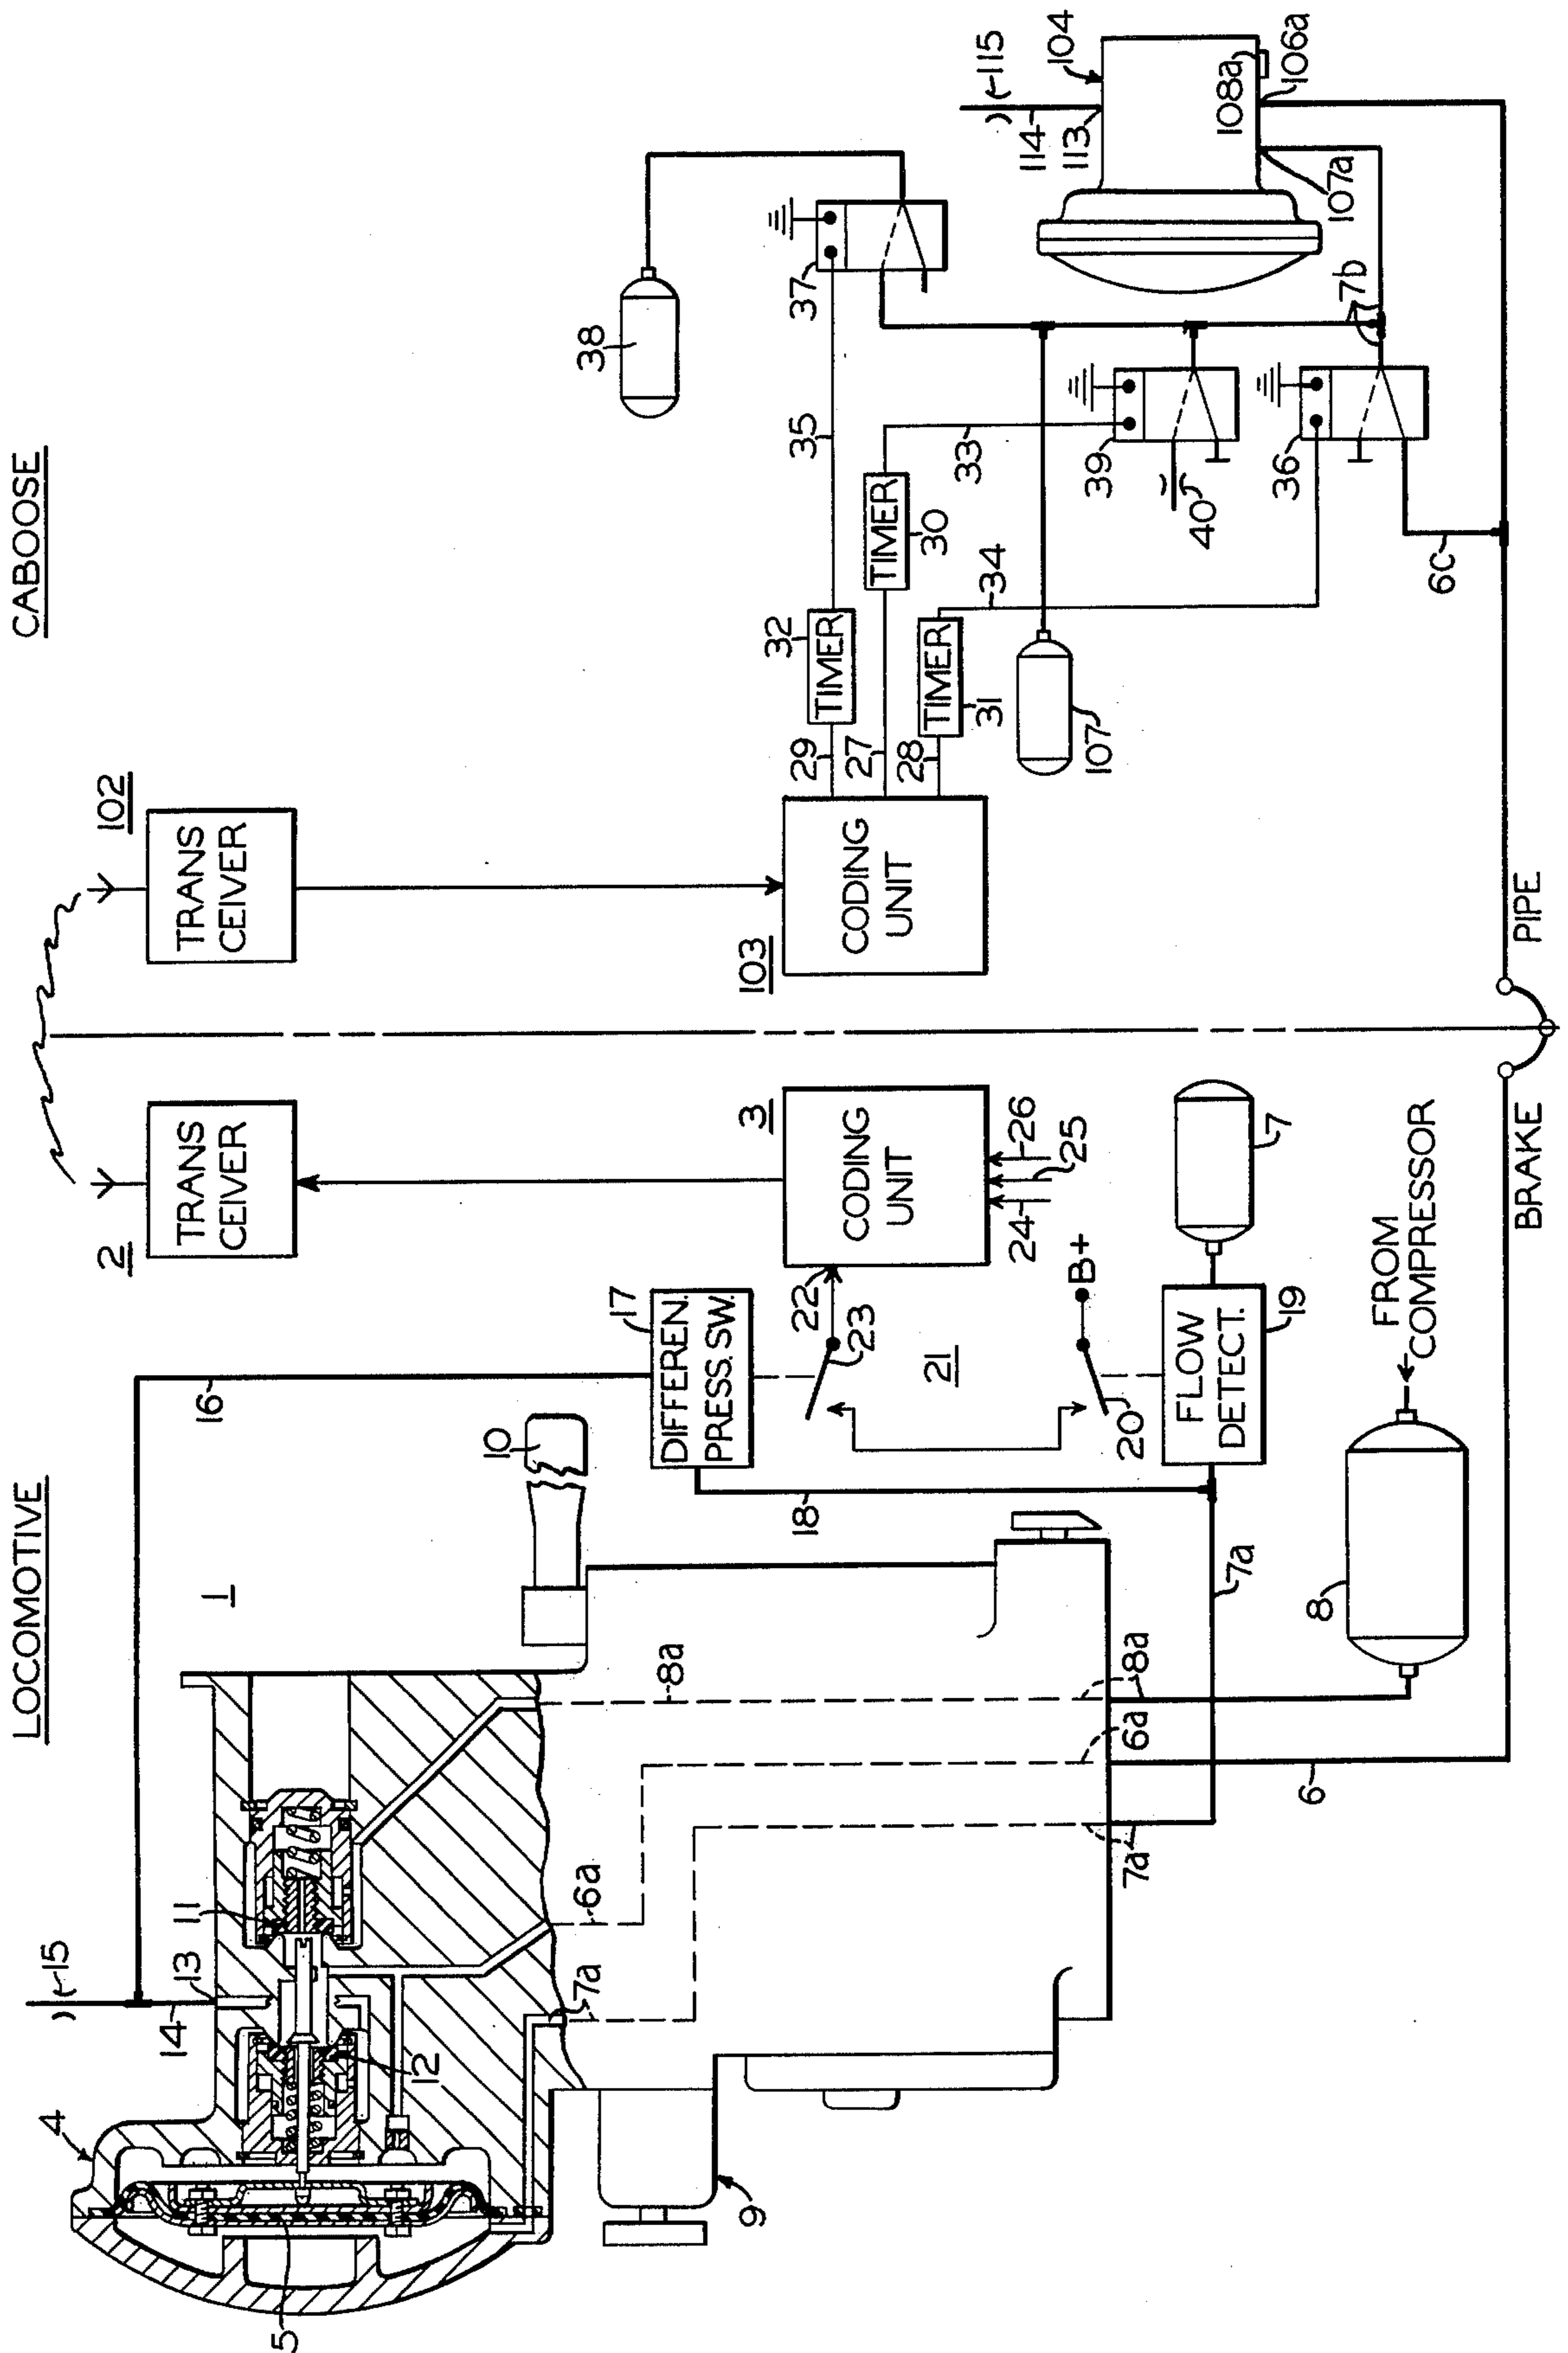 LOCOMOTIVE
CABOOSE
2
TRANS
CEIVER
102
TRANS
CEIVER
4
14
15
13
16
1
11
12
5
10
17
DIFFEREN.
PRESS. SW.
18
22
23
21
3
CODING
UNIT
24
26
25
B+
20
FLOW
DETECT.
19
7
6a
7a
8a
9
7a
6a
8a
7a
6
8
FROM
COMPRESSOR
BRAKE
PIPE
103
CODING
UNIT
29
27
28
32
TIMER
TIMER
30
TIMER
31
35
33
34
38
37
39
40
36
107
6C
7b
114
115
113
104
108a
106a
107a